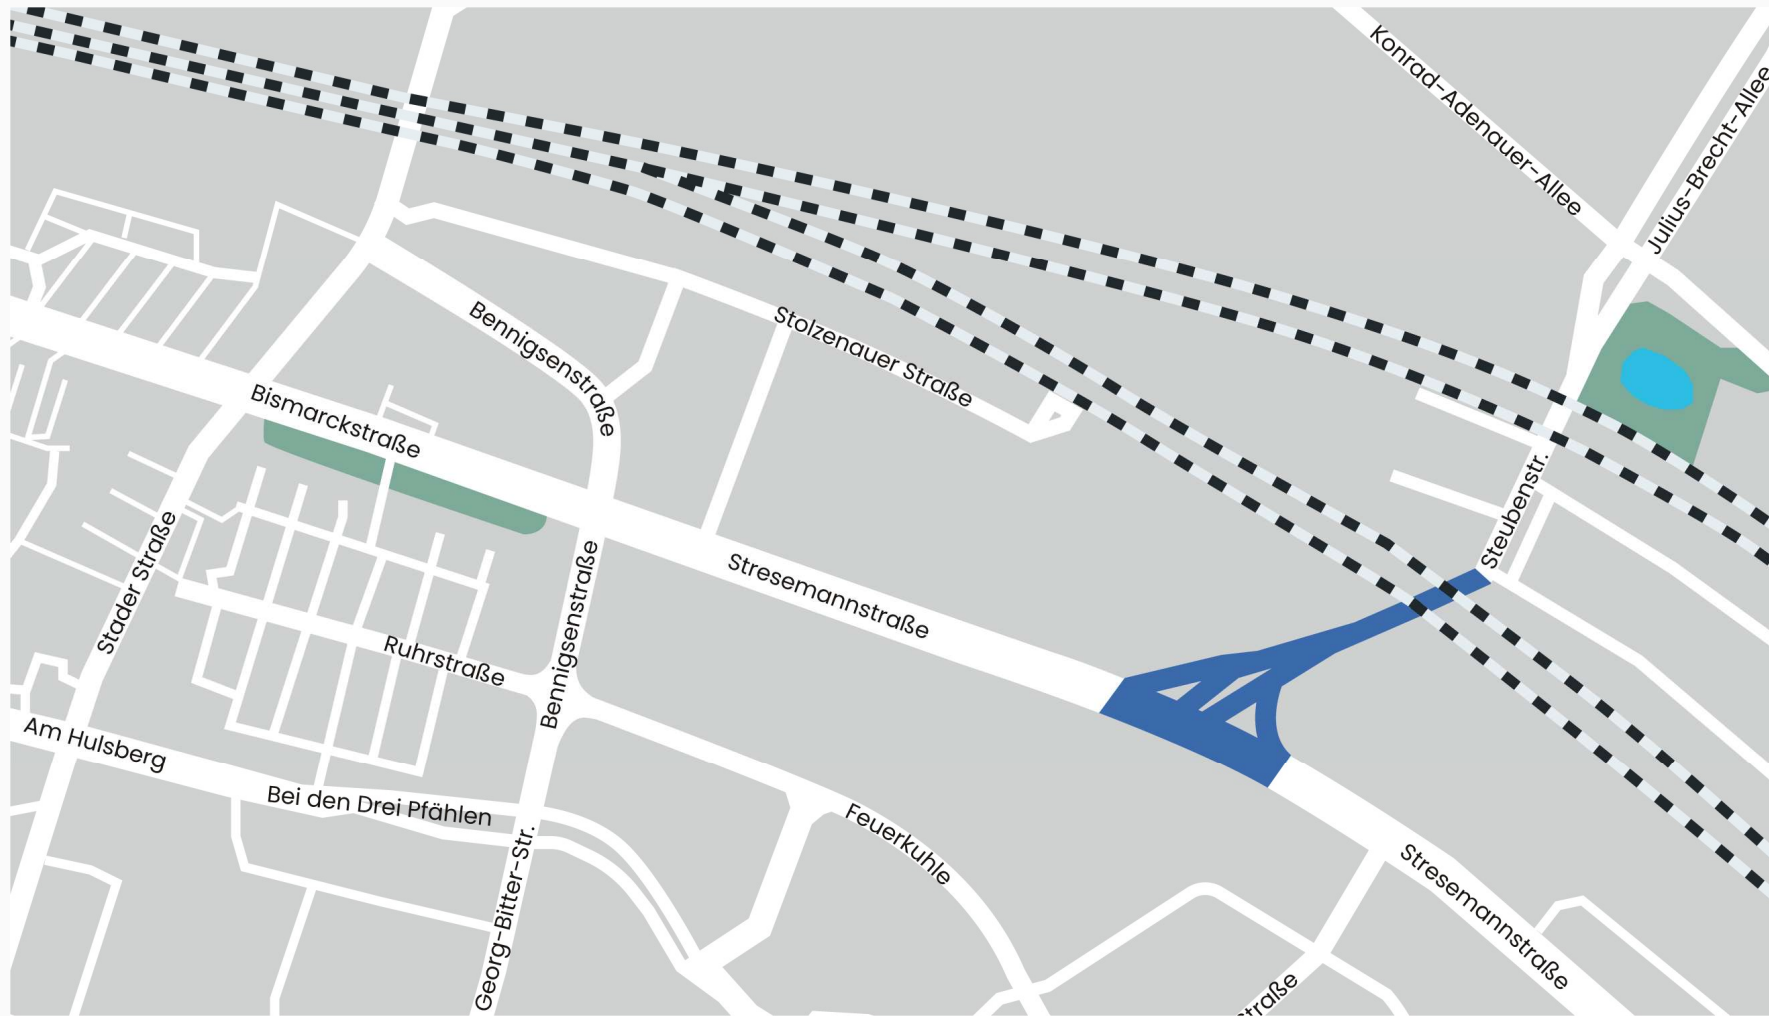 Konrad-Adenauer-Allee
Julius-Brecht-Allee
Bennigsenstraße
Stolzenauer Straße
Bismarckstraße
Steubenstr.
Stader Straße
Stresemannstraße
Bennigsenstraße
Ruhrstraße
Am Hulsberg
Bei den Drei Pfählen
Feuerkuhle
Georg-Bitter-Str.
Stresemannstraße
straße